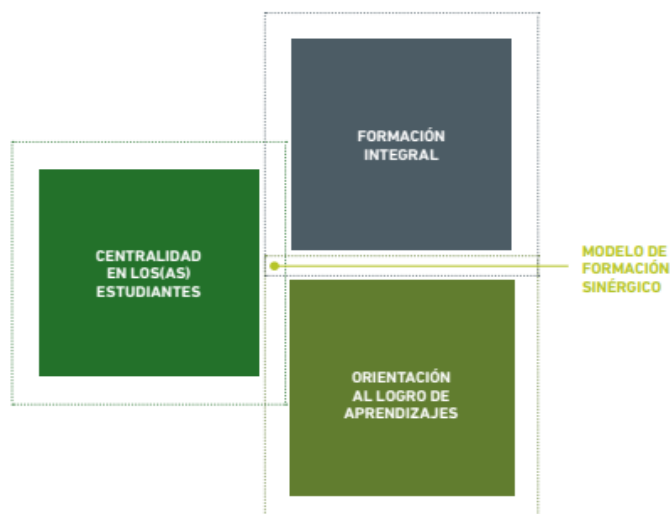 FORMACIÓN
INTEGRAL
CENTRALIDAD
EN LOS(AS)
ESTUDIANTES
MODELO DE
FORMACIÓN
SINÉRGICO
ORIENTACIÓN
AL LOGRO DE
APRENDIZAJES